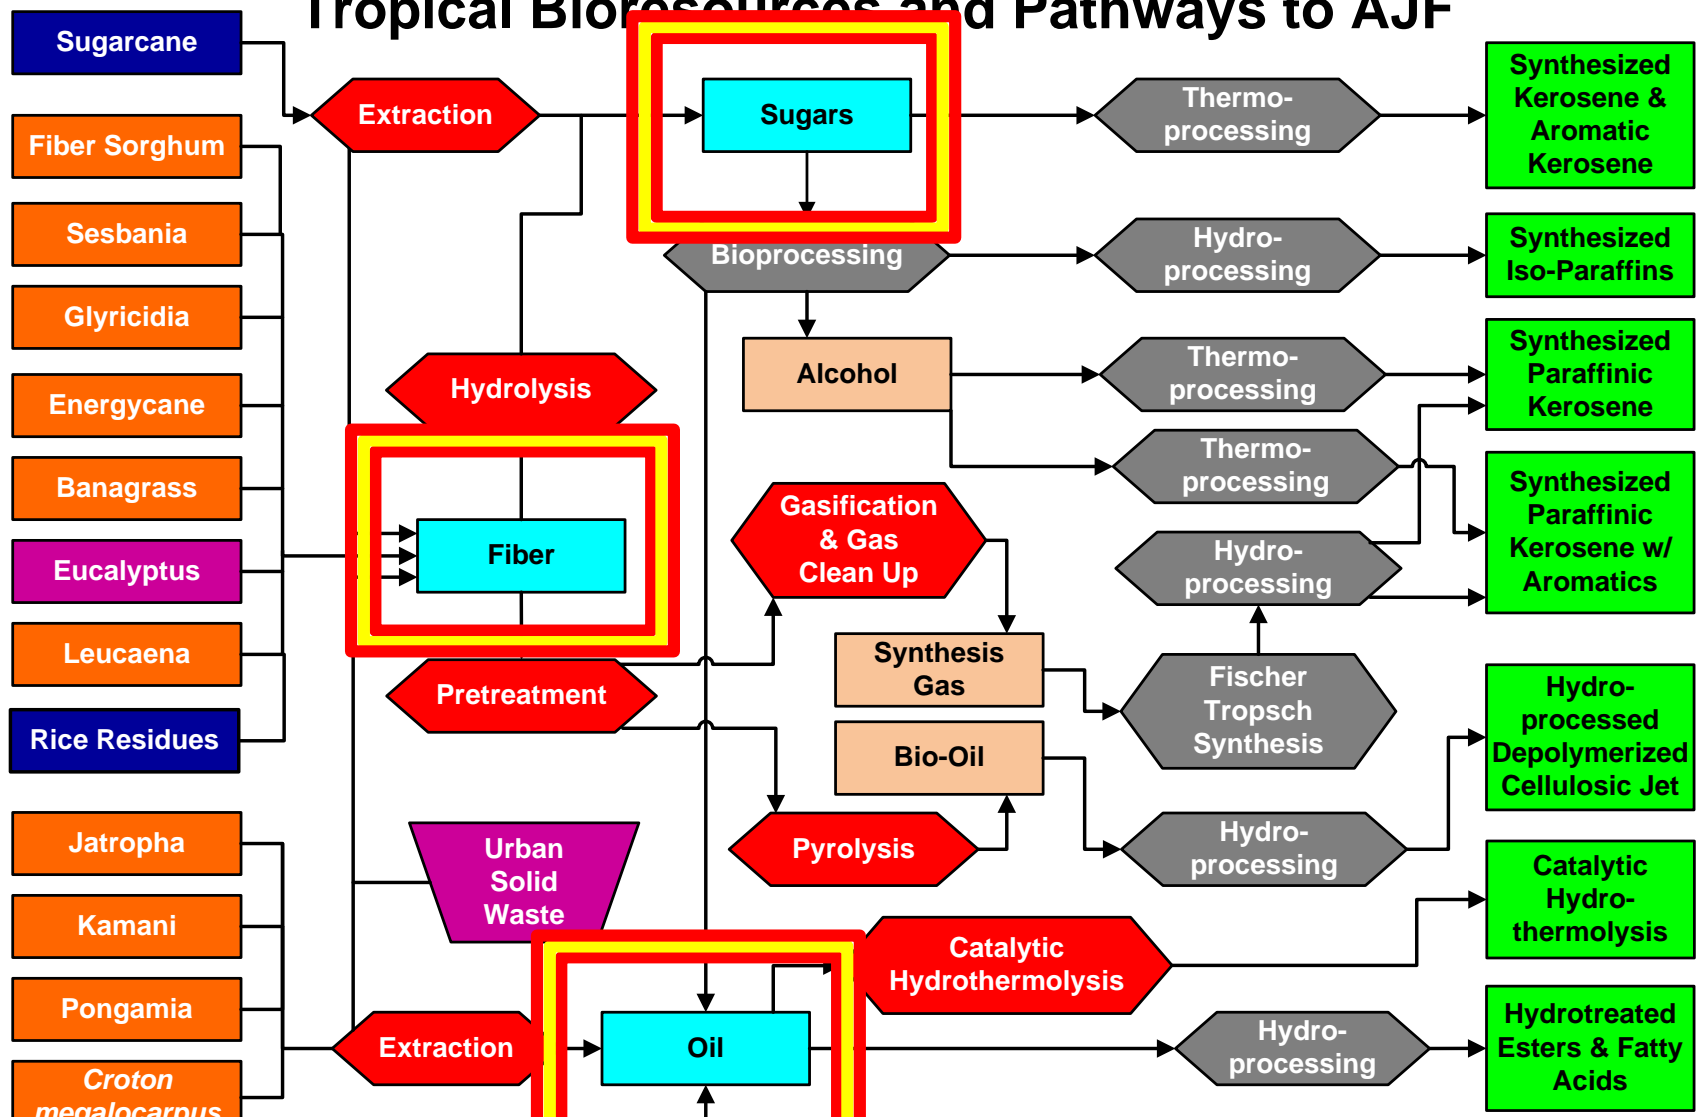 Tropical Bioresources and Pathways to AJF
Sugarcane
Fiber Sorghum
Sesbania
Glyricidia
Energycane
Banagrass
Eucalyptus
Leucaena
Rice Residues
Jatropha
Kamani
Pongamia
Croton
megalocarpus
Extraction
Hydrolysis
Fiber
Pretreatment
Urban
Solid
Waste
Extraction
Sugars
Bioprocessing
Alcohol
Gasification
& Gas
Clean Up
Synthesis
Gas
Bio-Oil
Pyrolysis
Catalytic
Hydrothermolysis
Oil
Thermo-
processing
Hydro-
processing
Thermo-
processing
Thermo-
processing
Hydro-
processing
Fischer
Tropsch
Synthesis
Hydro-
processing
Hydro-
processing
Synthesized
Kerosene &
Aromatic
Kerosene
Synthesized
Iso-Paraffins
Synthesized
Paraffinic
Kerosene
Synthesized
Paraffinic
Kerosene w/
Aromatics
Hydro-
processed
Depolymerized
Cellulosic Jet
Catalytic
Hydro-
thermolysis
Hydrotreated
Esters & Fatty
Acids